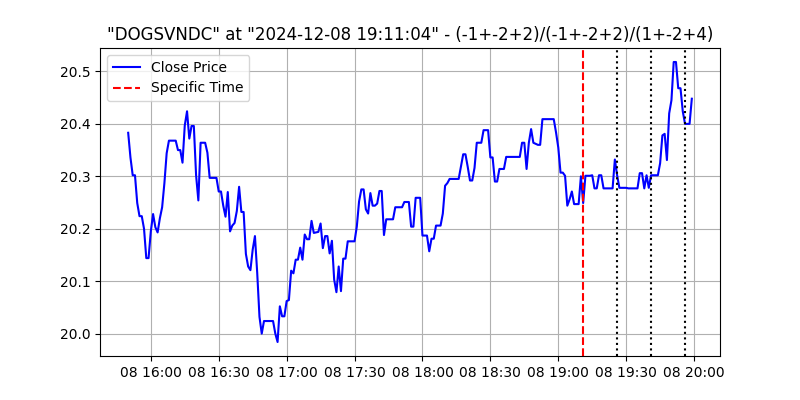 "DOGSVNDC" at "2024-12-08 19:11:04" - (-1+-2+2)/(-1+-2+2)/(1+-2+4)
Close Price
Specific Time
20.5
20.4
20.3
20.2
20.1
20.0
08 16:00 08 16:30 08 17:00 08 17:30 08 18:00 08 18:30 08 19:00 08 19:30 08 20:00